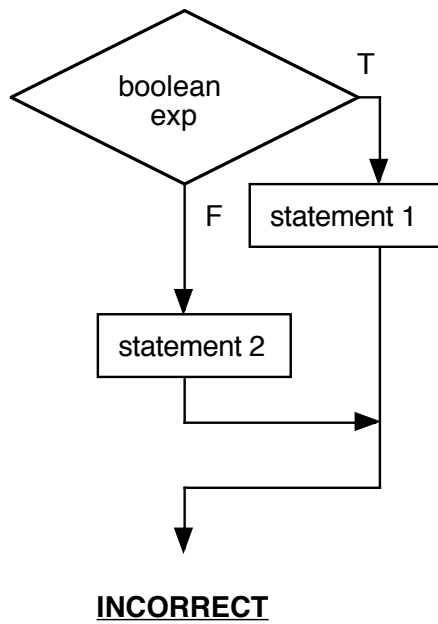 T
boolean
exp
F
statement 1
statement 2
INCORRECT